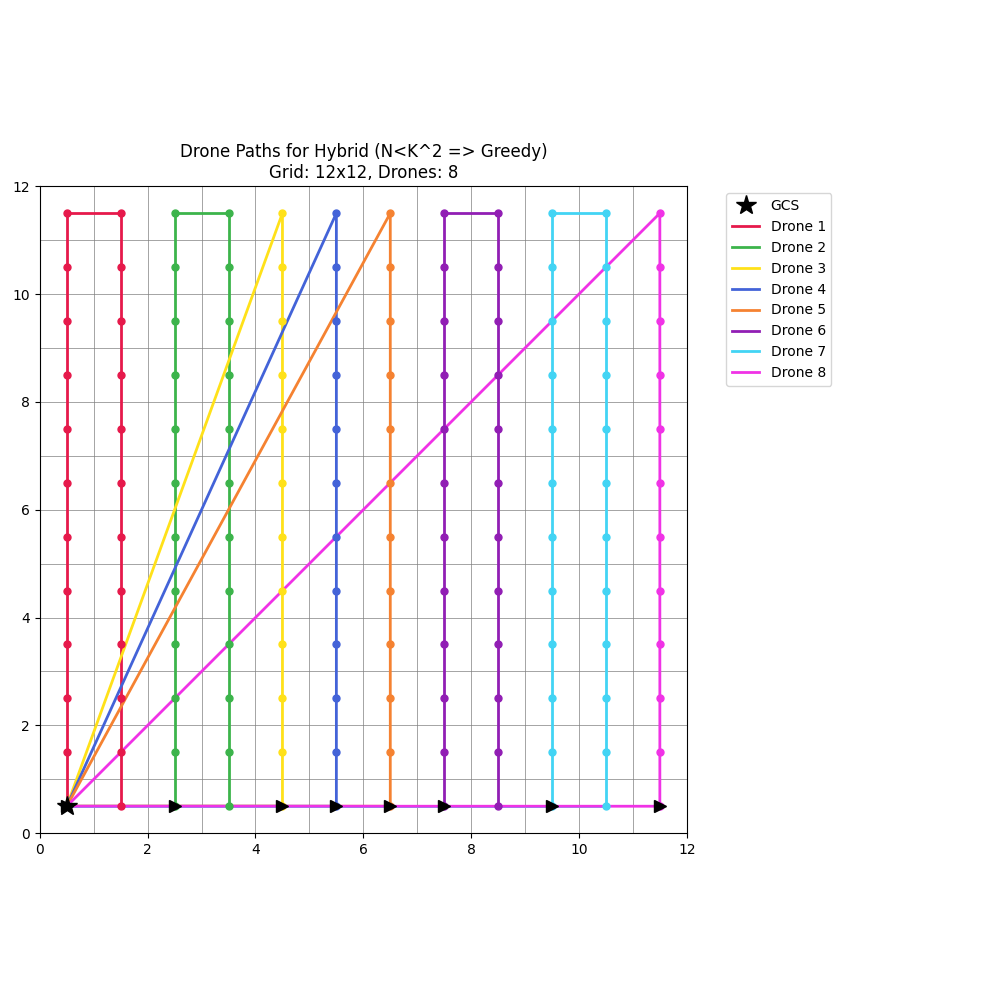 Drone Paths for Hybrid (N<K^2 => Greedy)
Grid: 12x12, Drones: 8
12
10
8
6
4
2
0
0 2 4 6 8 10 12
GCS
Drone 1
Drone 2
Drone 3
Drone 4
Drone 5
Drone 6
Drone 7
Drone 8